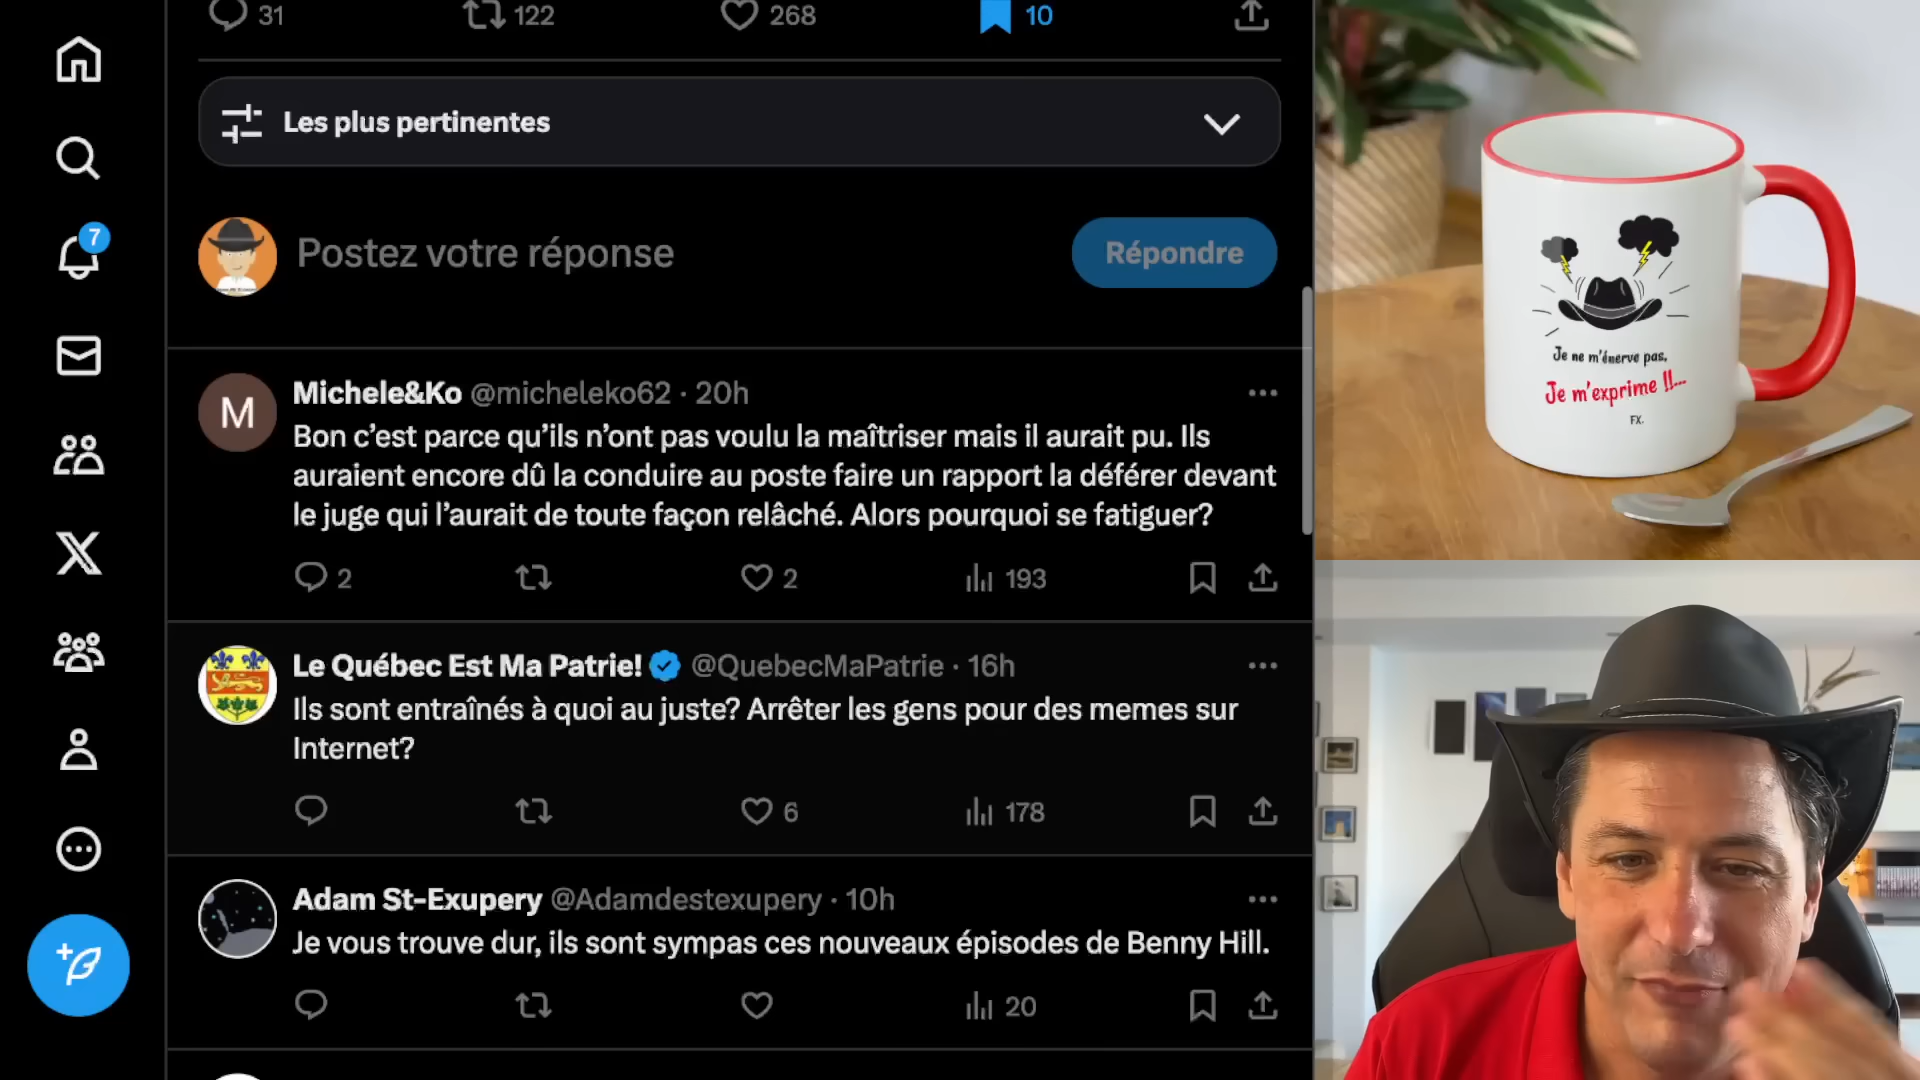 31 122 268 10
Les plus pertinentes
7
Postez votre réponse
Répondre
M
Michele&Ko @micheleko62 · 20h
Bon c’est parce qu’ils n’ont pas voulu la maîtriser mais il aurait pu. Ils
auraient encore dû la conduire au poste faire un rapport la déférer devant
le juge qui l’aurait de toute façon relâché. Alors pourquoi se fatiguer?
2 2 193
Le Québec Est Ma Patrie! @QuebecMaPatrie · 16h
Ils sont entraînés à quoi au juste? Arrêter les gens pour des memes sur
Internet?
6 178
Adam St-Exupery @Adamdestexupery · 10h
Je vous trouve dur, ils sont sympas ces nouveaux épisodes de Benny Hill.
20
Je ne m’énerve pas,
Je m’exprime !!...
FX.